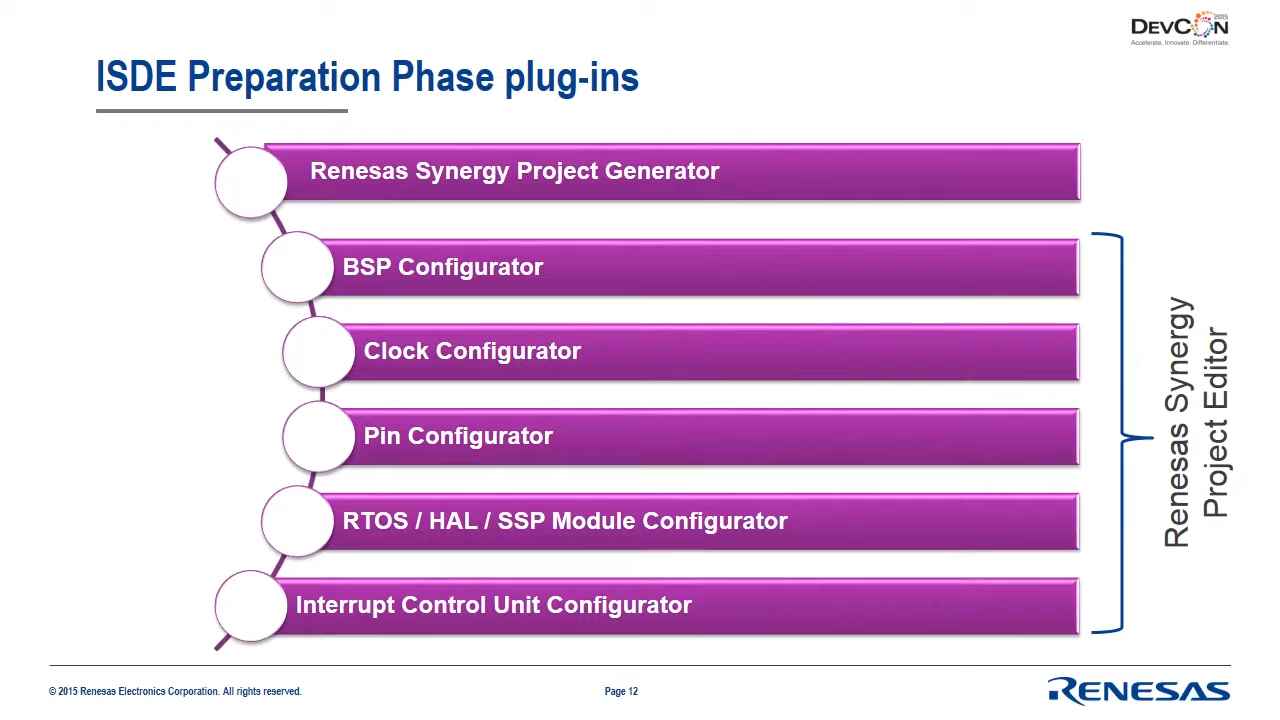 DEVCON 2015
Accelerate. Innovate. Differentiate.
ISDE Preparation Phase plug-ins
Renesas Synergy Project Generator
BSP Configurator
Clock Configurator
Pin Configurator
RTOS / HAL / SSP Module Configurator
Interrupt Control Unit Configurator
Renesas Synergy
Project Editor
© 2015 Renesas Electronics Corporation. All rights reserved.
Page 12
RENESAS